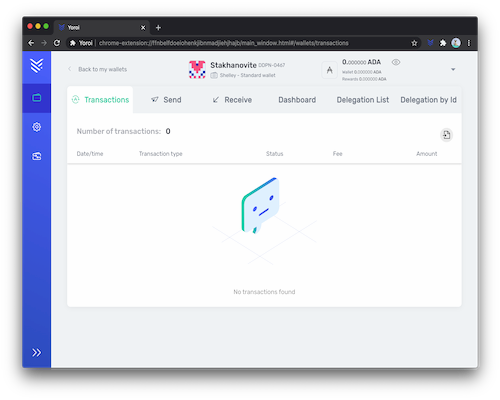 Yoroi
Yoroi | chrome-extension://ffnbelfdoeiohenkjibnmadjiehjhajb/main_window.html#/wallets/transactions
Back to my wallets
Stakhanovite DDPN-0467
Shelley - Standard wallet
0.000000 ADA
Wallet 0.000000 ADA
Rewards 0.000000 ADA
Transactions
Send
Receive
Dashboard
Delegation List
Delegation by Id
Number of transactions: 0
Date/time
Transaction type
Status
Fee
Amount
No transactions found